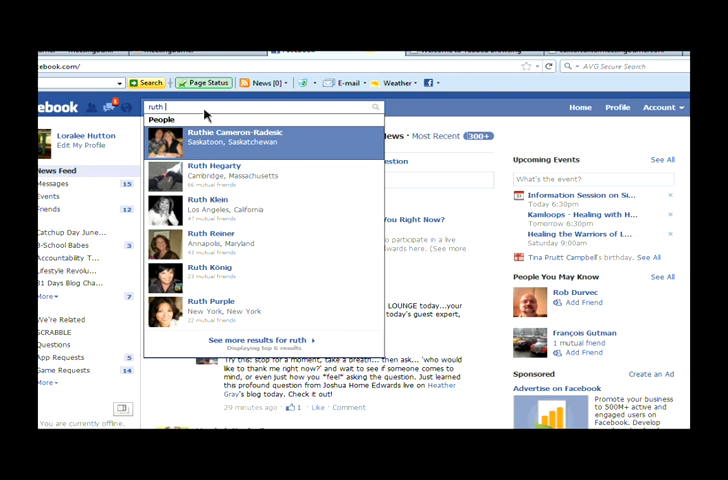 ebook.com/
AVG Secure Search
Search
Page Status
News [0]
E-mail
Weather
ebook
1
ruth
Home
Profile
Account
People
Loralee Hutton
Edit My Profile
Ruthie Cameron-Radesic
Saskatoon, Saskatchewan
News · Most Recent 300+
Ruth Hegarty
Cambridge, Massachusetts
66 mutual friends
Ruth Klein
Los Angeles, California
47 mutual friends
Ruth Reiner
Annapolis, Maryland
43 mutual friends
Ruth König
23 mutual friends
Ruth Purple
New York, New York
22 mutual friends
See more results for ruth
Displaying top 6 results
News Feed
Messages 15
Events
Friends 12
Catchup Day June...
B-School Babes 3
Accountability T...
Lifestyle Revolu...
31 Days Blog Cha...
More 7
We're Related
SCRABBLE
Questions
App Requests 5
Game Requests 14
More
You are currently offline.
estion
You Right Now?
to participate in a live
wards here. (See more
LOUNGE today...your
today's guest expert,
Try this: stop for a moment, take a breath... then ask... 'who would
like to thank me right now?' and wait to see if someone comes to
mind, or even just how you *feel* asking the question. Just learned
this profound question from Joshua Home Edwards live on Heather
Gray's blog today. Check it out!
29 minutes ago · 1 · Like · Comment
Upcoming Events
See All
What's the event?
31 Information Session on Si...
Today 6:30pm
Kamloops - Healing with H...
Tomorrow 6:30pm
Healing the Warriors of L...
Saturday 9:00am
Tina Pruitt Campbell's birthday. · See All
People You May Know
See All
Rob Durvec
Add Friend
François Gutman
1 mutual friend
Add Friend
Sponsored
Create an Ad
Advertise on Facebook
Promote your
business to
500M+ active and
engaged users on
Facebook. Develop